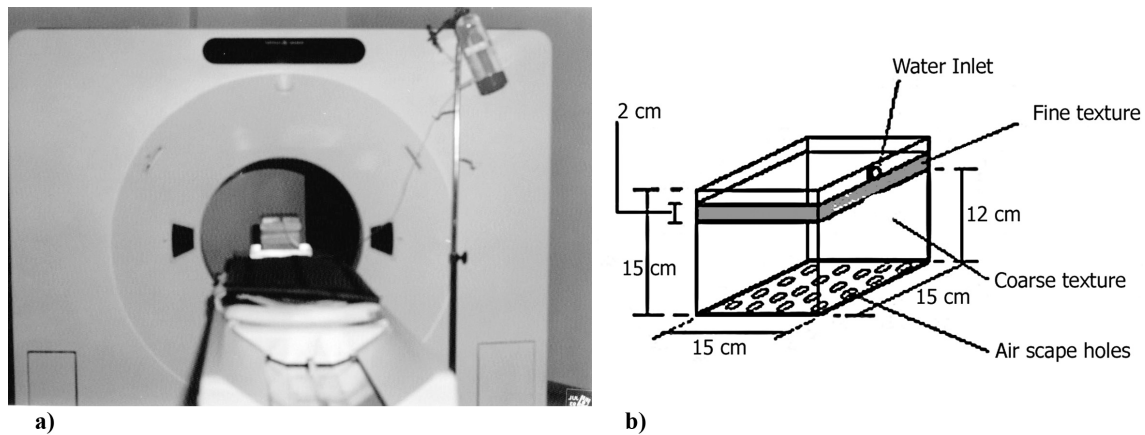 Water Inlet
2 cm
Fine texture
12 cm
15 cm
Coarse texture
15 cm
15 cm
Air scape holes
a)
b)